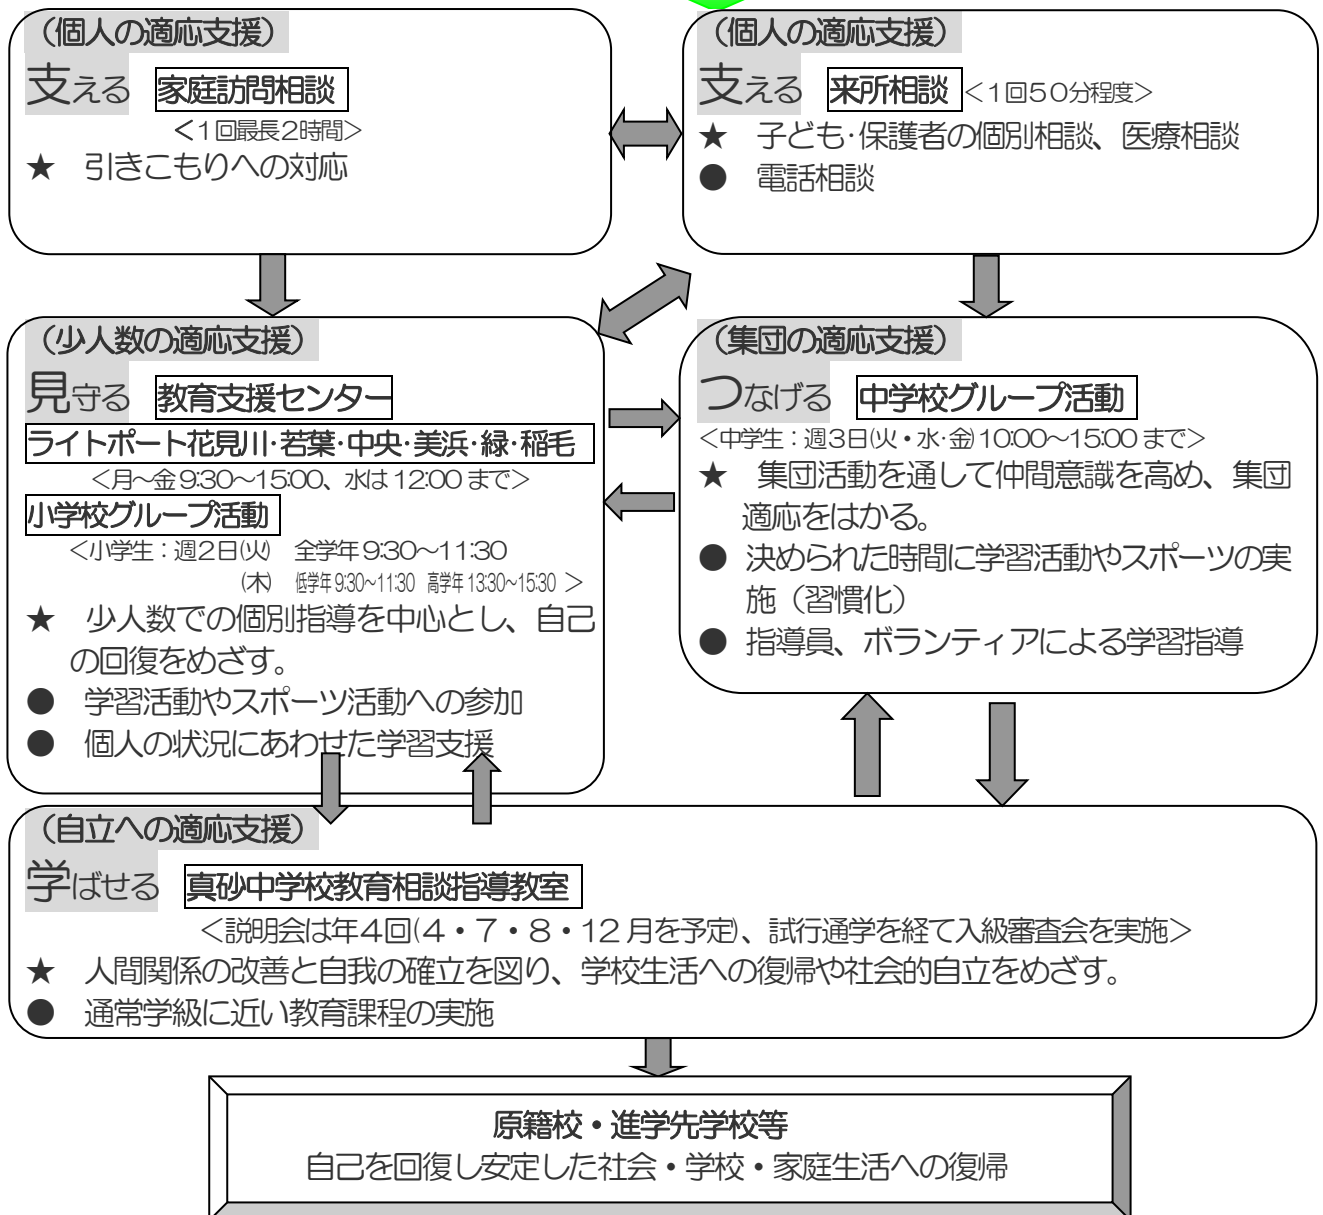 （個人の適応支援）
支える 家庭訪問相談
＜１回最長２時間＞
★ 引きこもりへの対応
（個人の適応支援）
支える 来所相談 ＜１回５０分程度＞
★ 子ども･保護者の個別相談、医療相談
● 電話相談
（少人数の適応支援）
見守る 教育支援センター
ライトポート花見川･若葉･中央･美浜･緑･稲毛
＜月～金 9:30～15:00、水は 12:00 まで＞
小学校グループ活動
＜小学生：週２日(火) 全学年 9:30～11:30
(木) 低学年 9:30～11:30 高学年 13:30～15:30 ＞
★ 少人数での個別指導を中心とし、自己
の回復をめざす。
● 学習活動やスポーツ活動への参加
● 個人の状況にあわせた学習支援
（集団の適応支援）
つなげる 中学校グループ活動
＜中学生：週３日(火・水･金) 10:00～15:00 まで＞
★ 集団活動を通して仲間意識を高め、集団
適応をはかる。
● 決められた時間に学習活動やスポーツの実
施（習慣化）
● 指導員、ボランティアによる学習指導
（自立への適応支援）
学ばせる 真砂中学校教育相談指導教室
＜説明会は年４回(４・７・８・12 月を予定)、試行通学を経て入級審査会を実施＞
★ 人間関係の改善と自我の確立を図り、学校生活への復帰や社会的自立をめざす。
● 通常学級に近い教育課程の実施
原籍校・進学先学校等
自己を回復し安定した社会・学校・家庭生活への復帰